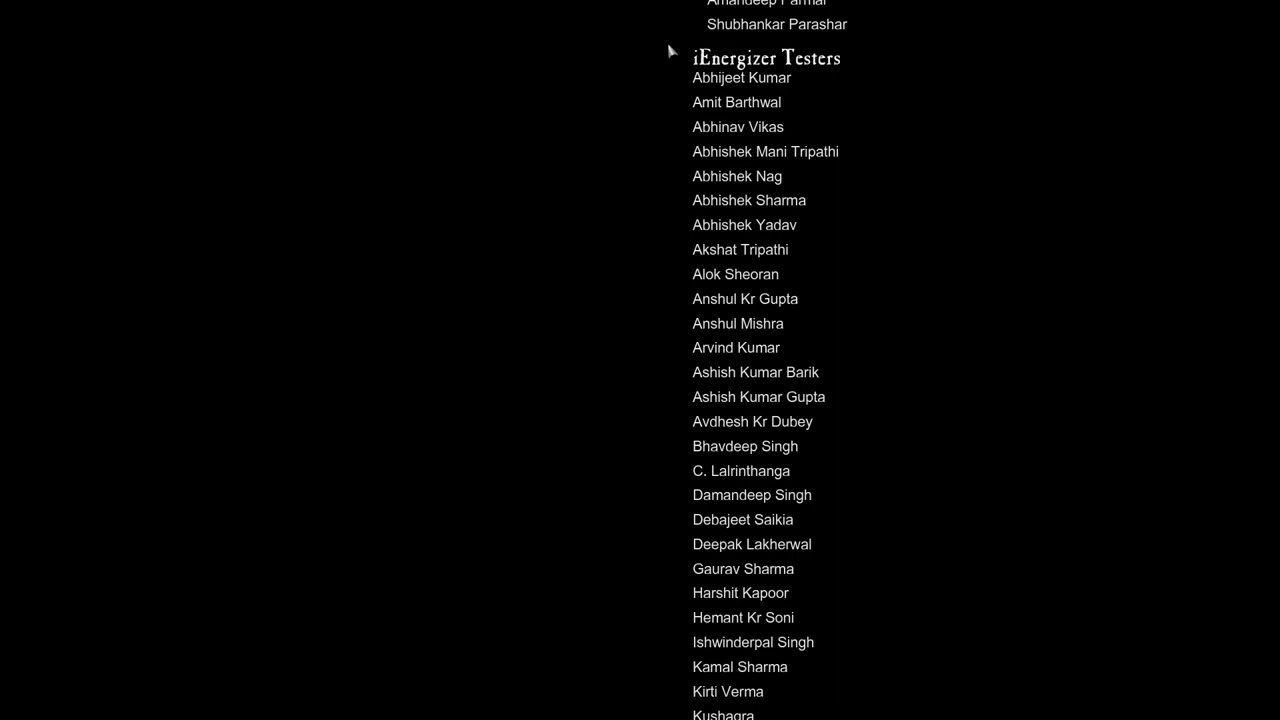 Amandeep Parmar
Shubhankar Parashar
iEnergizer Testers
Abhijeet Kumar
Amit Barthwal
Abhinav Vikas
Abhishek Mani Tripathi
Abhishek Nag
Abhishek Sharma
Abhishek Yadav
Akshat Tripathi
Alok Sheoran
Anshul Kr Gupta
Anshul Mishra
Arvind Kumar
Ashish Kumar Barik
Ashish Kumar Gupta
Avdhesh Kr Dubey
Bhavdeep Singh
C. Lalrinthanga
Damandeep Singh
Debajeet Saikia
Deepak Lakherwal
Gaurav Sharma
Harshit Kapoor
Hemant Kr Soni
Ishwinderpal Singh
Kamal Sharma
Kirti Verma
Kushagra